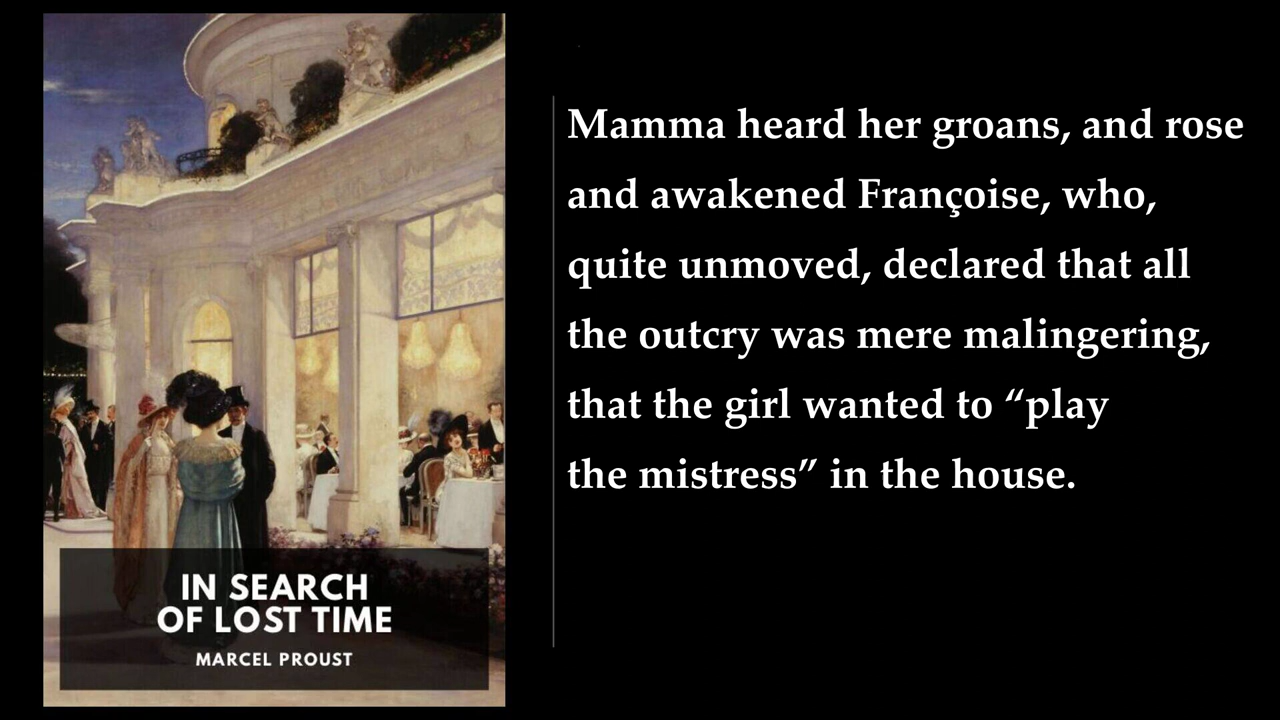 Mamma heard her groans, and rose
and awakened Françoise, who,
quite unmoved, declared that all
the outcry was mere malingering,
that the girl wanted to “play
the mistress” in the house.
IN SEARCH
OF LOST TIME
MARCEL PROUST